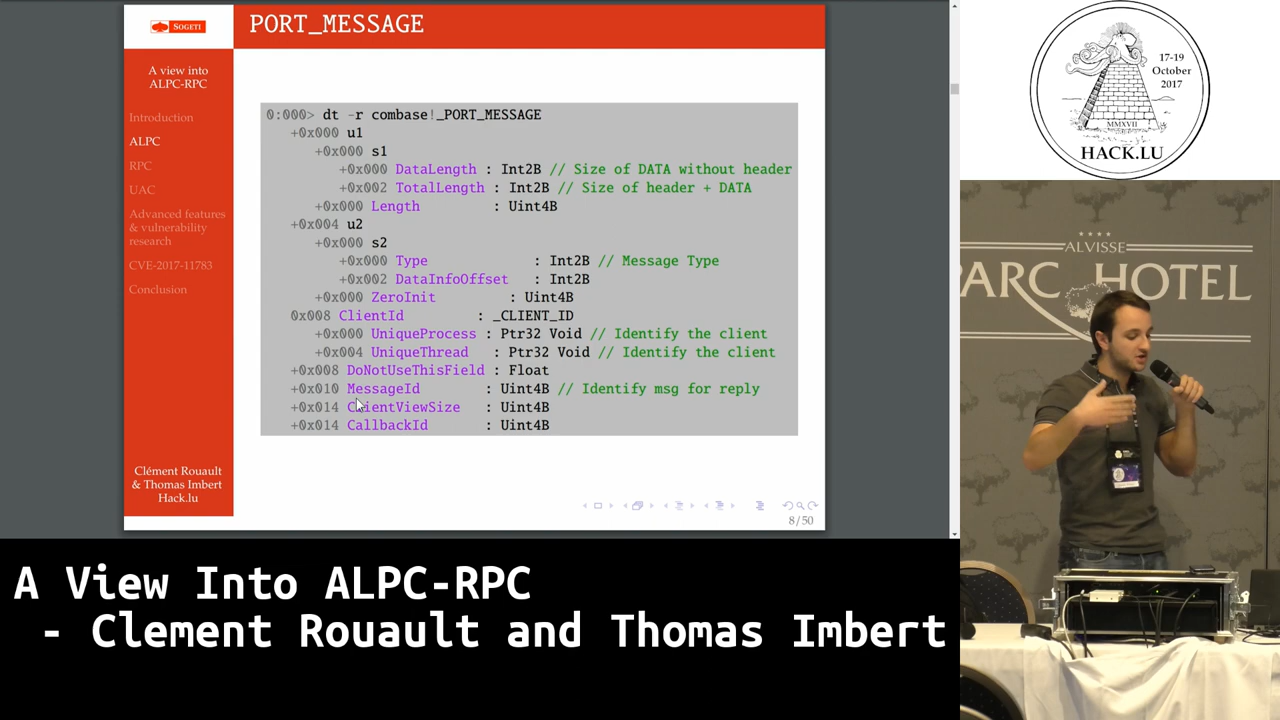 SOGETI
PORT_MESSAGE
A view into
ALPC-RPC
Introduction
ALPC
RPC
UAC
Advanced features
& vulnerability
research
CVE-2017-11783
Conclusion
Clément Rouault
& Thomas Imbert
Hack.lu
0:000> dt -r combase!_PORT_MESSAGE
+0x000 u1
+0x000 s1
+0x000 DataLength : Int2B // Size of DATA without header
+0x002 TotalLength : Int2B // Size of header + DATA
+0x000 Length : Uint4B
+0x004 u2
+0x000 s2
+0x000 Type : Int2B // Message Type
+0x002 DataInfoOffset : Int2B
+0x000 ZeroInit : Uint4B
0x008 ClientId : _CLIENT_ID
+0x000 UniqueProcess : Ptr32 Void // Identify the client
+0x004 UniqueThread : Ptr32 Void // Identify the client
+0x008 DoNotUseThisField : Float
+0x010 MessageId : Uint4B // Identify msg for reply
+0x014 ClientViewSize : Uint4B
+0x014 CallbackId : Uint4B
8/50
17-19
October
2017
MMXVII
HACK.LU
ALVISSE
PARC HOTEL
A View Into ALPC-RPC
- Clement Rouault and Thomas Imbert